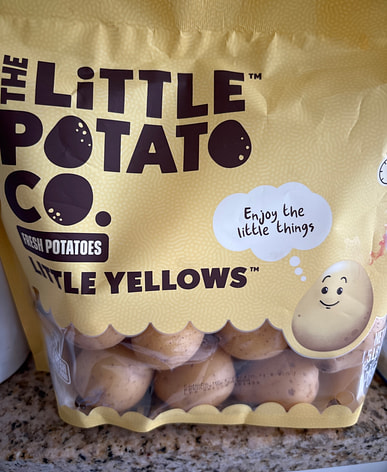 THE
LiTTLE™
POTATO
CO.
FRESH POTATOES
LITTLE YELLOWS™
Enjoy the
little things